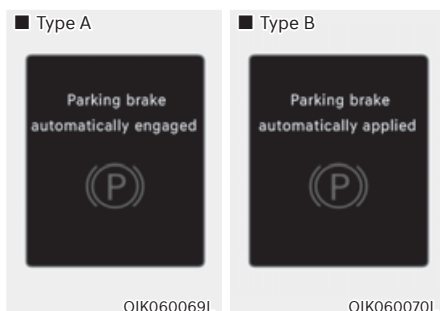 ■ Type A
Parking brake
automatically engaged
P
OIK060069L
■ Type B
Parking brake
automatically applied
P
OIK060070L